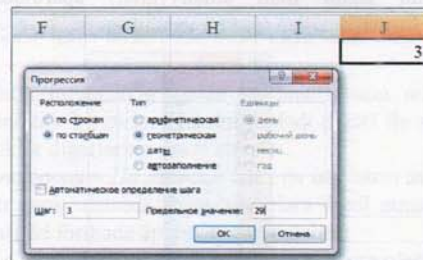 F G H I J
3
Прогрессия
Расположение Тип Единицы
по строкам арифметическая день
по столбцам геометрическая рабочий день
даты месяц
автозаполнение год
Автоматическое определение шага
Шаг: 3 Предельное значение: 29
ОК Отмена